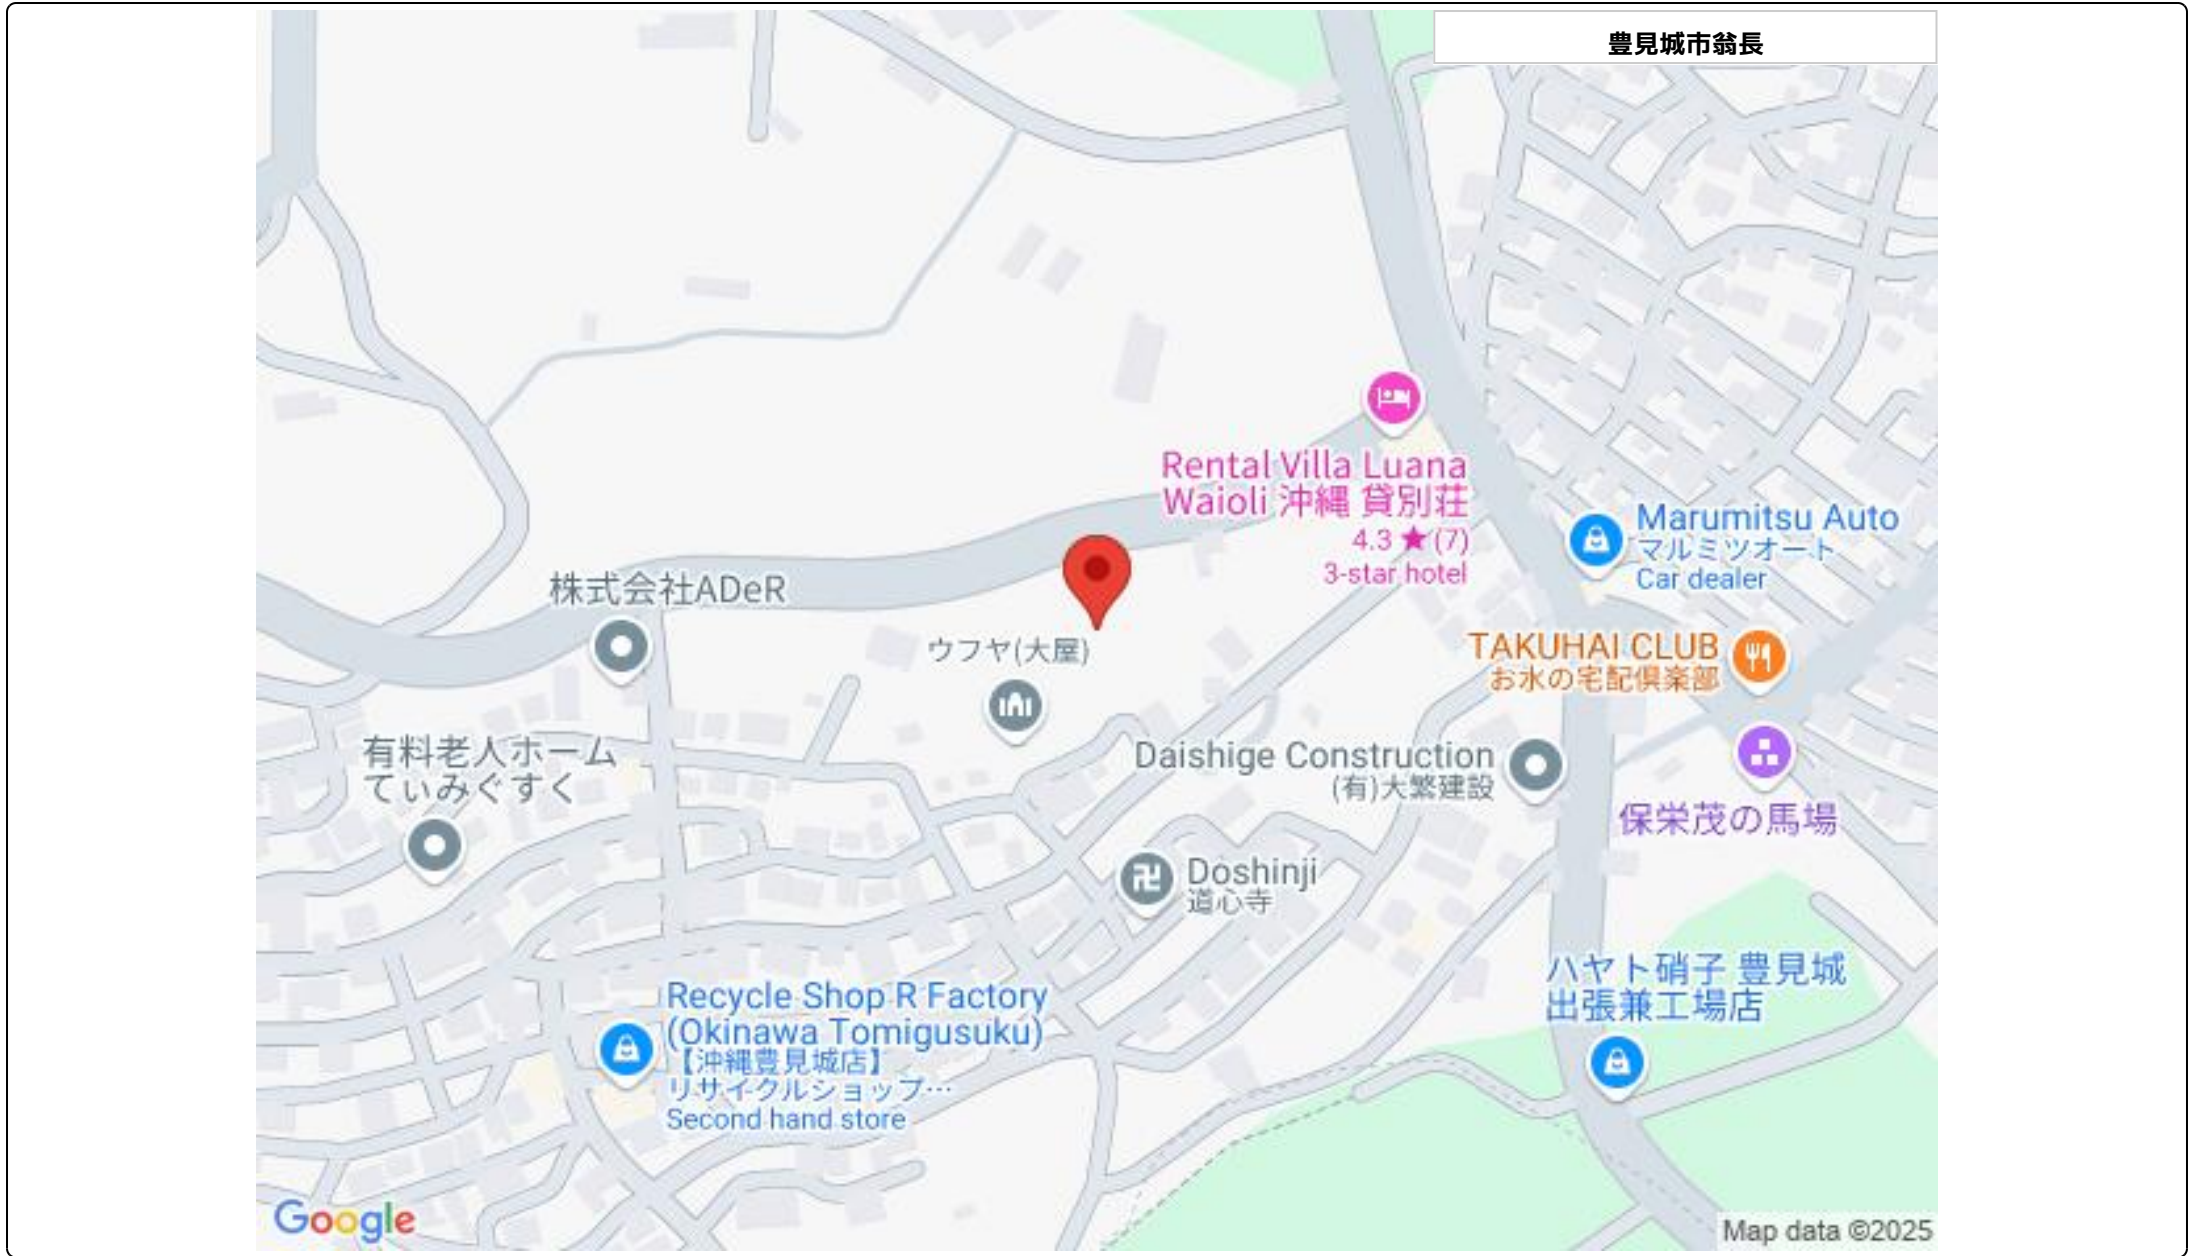 豊見城市翁長
Rental Villa Luana
Waioli 沖縄 貸別荘
4.3 ★ (7)
3-star hotel
Marumitsu Auto
マルミツオート
Car dealer
株式会社ADeR
ウフヤ(大屋)
TAKUHAI CLUB
お水の宅配倶楽部
有料老人ホーム
てぃみぐすく
Daishige Construction
(有)大繁建設
保栄茂の馬場
Doshinji
道心寺
ハヤト硝子 豊見城
出張兼工場店
Recycle Shop R Factory
(Okinawa Tomigusuku)
【沖縄豊見城店】
リサイクルショップ…
Second hand store
Google
Map data ©2025